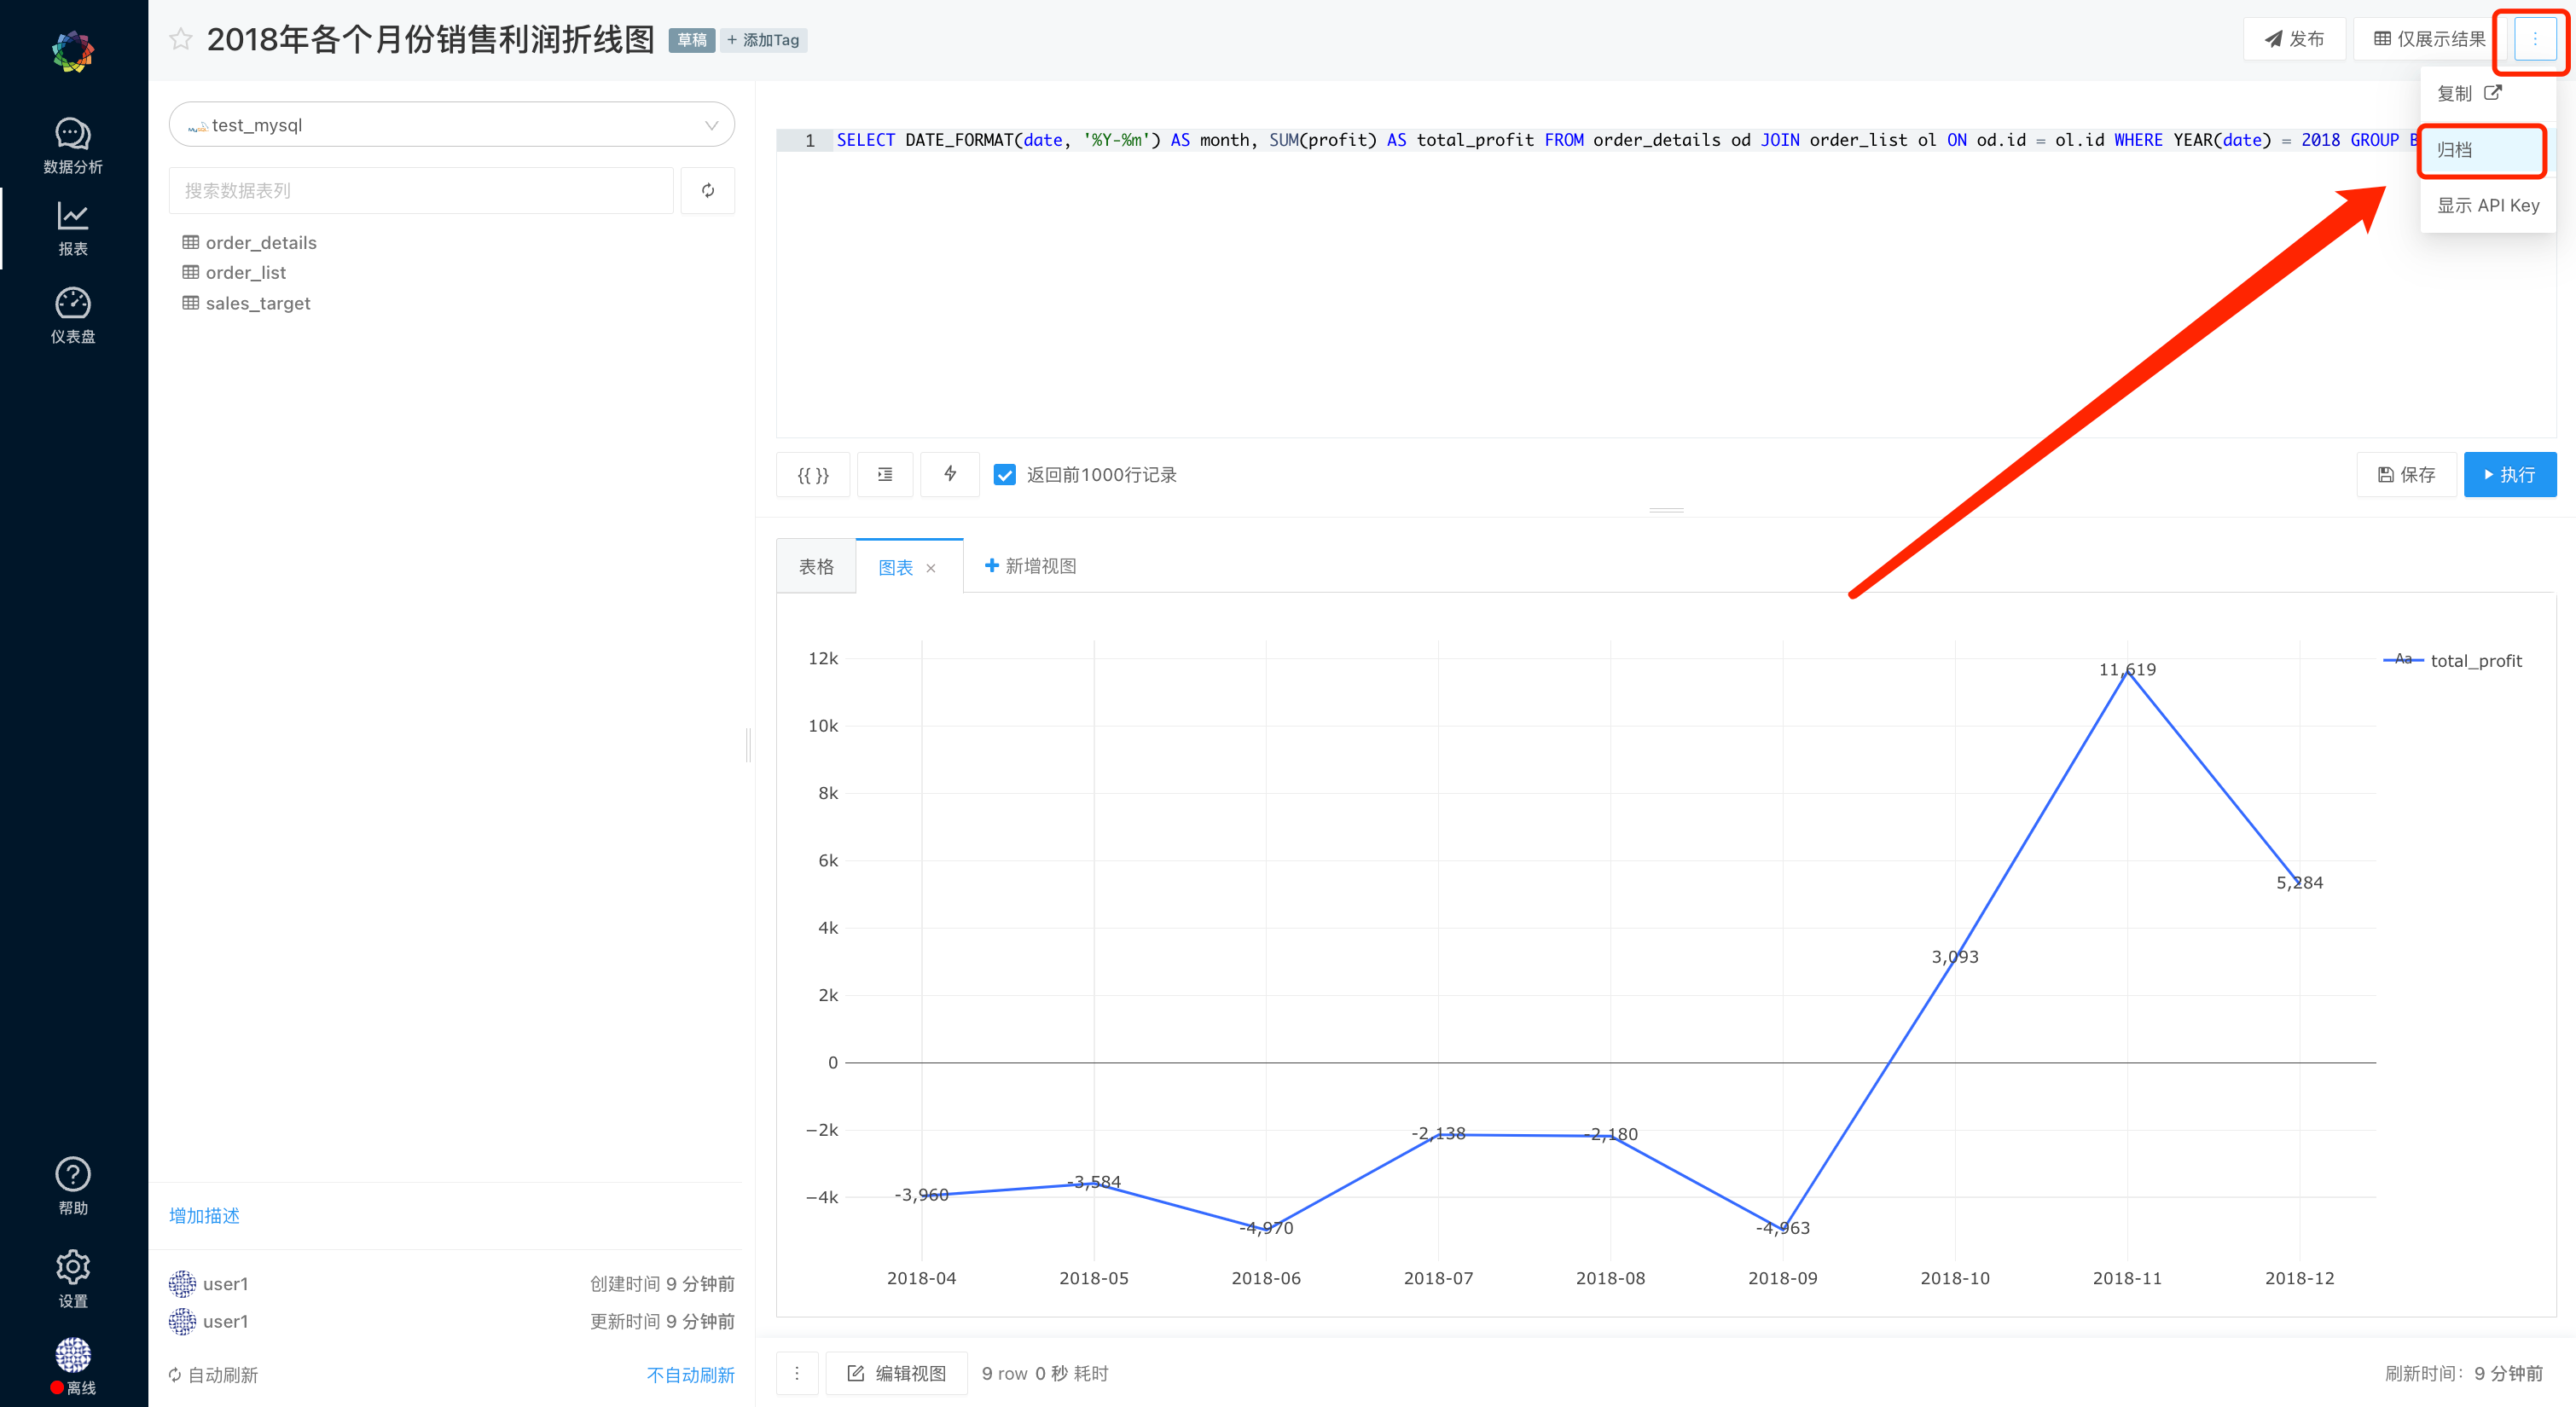 数据分析
报表
仪表盘
帮助
设置
离线
2018年各个月份销售利润折线图
草稿
+ 添加Tag
发布
仅展示结果
复制
归档
显示 API Key
test_mysql
搜索数据表列
order_details
order_list
sales_target
1 SELECT DATE_FORMAT(date, '%Y-%m') AS month, SUM(profit) AS total_profit FROM order_details od JOIN order_list ol ON od.id = ol.id WHERE YEAR(date) = 2018 GROUP
{{ }}
返回前1000行记录
保存
执行
表格
图表
新增视图
12k
10k
8k
6k
4k
2k
0
−2k
−4k
-3,960
-3,584
-4,970
-2,138
-2,180
-4,963
3,093
11,619
5,284
2018-04
2018-05
2018-06
2018-07
2018-08
2018-09
2018-10
2018-11
2018-12
Aa total_profit
增加描述
user1 创建时间 9 分钟前
user1 更新时间 9 分钟前
自动刷新 不自动刷新
编辑视图
9 row 0 秒 耗时
刷新时间: 9 分钟前